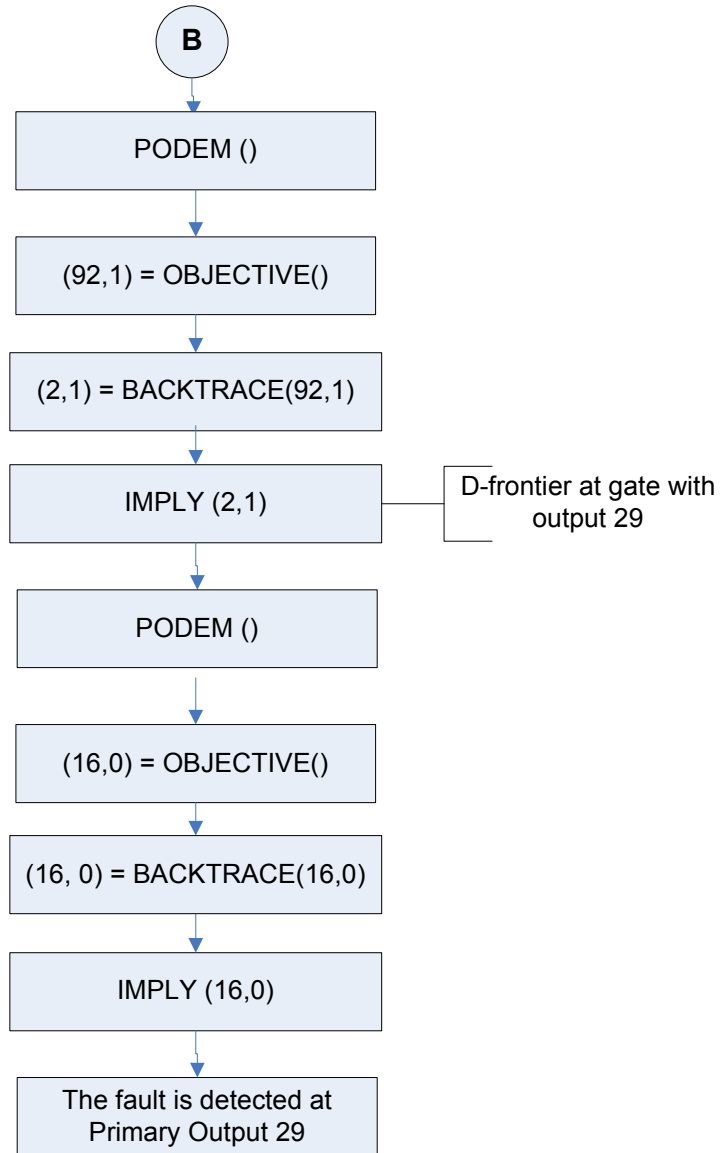 B
PODEM ()
(92,1) = OBJECTIVE()
(2,1) = BACKTRACE(92,1)
IMPLY (2,1)
D-frontier at gate with
output 29
PODEM ()
(16,0) = OBJECTIVE()
(16, 0) = BACKTRACE(16,0)
IMPLY (16,0)
The fault is detected at
Primary Output 29